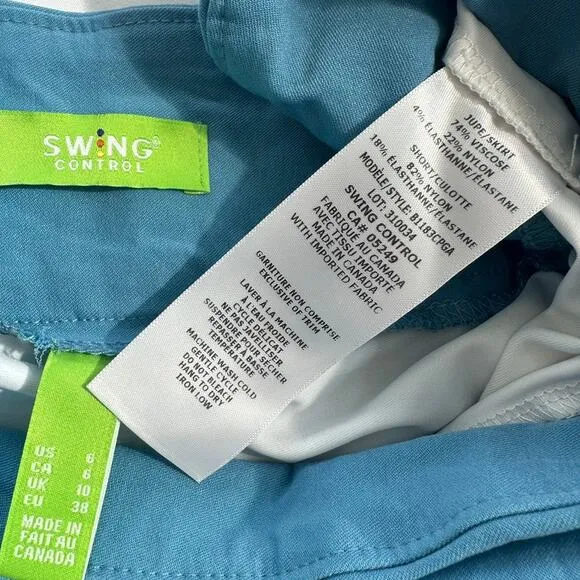 SWING®
CONTROL
JUPE/SKIRT
74% VISCOSE
22% NYLON
4% ÉLASTHANNE/ELASTANE
SHORT/CULOTTE
82% NYLON
18% ÉLASTHANNE/ELASTANE
MODÈLE/STYLE: B1183CPGA
LOT: 310034
SWING CONTROL
CA# 05249
FABRIQUÉ AU CANADA
AVEC TISSU IMPORTÉ
MADE IN CANADA
WITH IMPORTED FABRIC
GARNITURE NON COMPRISE
EXCLUSIVE OF TRIM
LAVER À LA MACHINE
À L'EAU FROIDE
CYCLE DÉLICAT
NE PAS JAVELLISER
SUSPENDRE POUR SÉCHER
REPASSER À BASSE
TEMPÉRATURE
MACHINE WASH COLD
GENTLE CYCLE
DO NOT BLEACH
HANG TO DRY
IRON LOW
US 6
CA 6
UK 10
EU 38
MADE IN
FAIT AU
CANADA